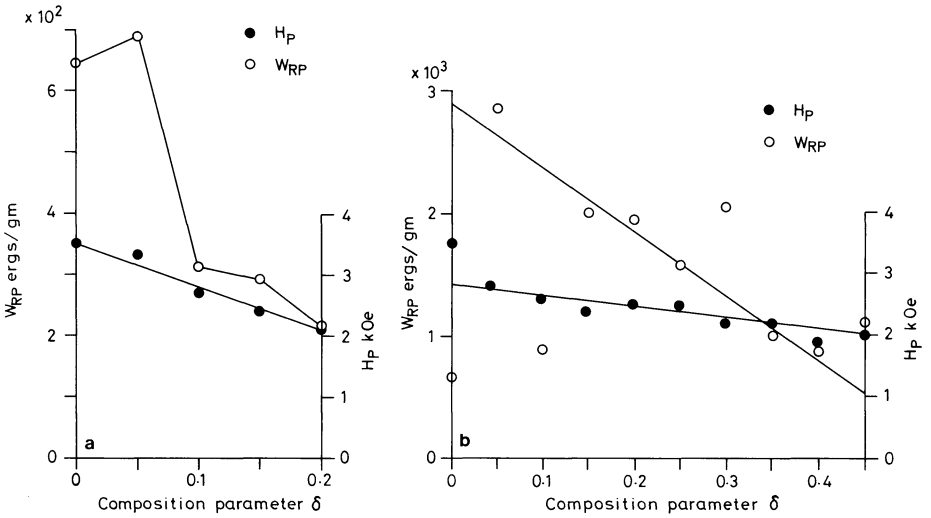 x 10²
6
4
2
0
W_RP ergs/gm
H_P
W_RP
4
3
2
1
0
H_P kOe
a
0
0.1
0.2
Composition parameter δ
x 10³
3
2
1
0
W_RP ergs/gm
H_P
W_RP
4
3
2
1
0
H_P kOe
b
0
0.1
0.2
0.3
0.4
Composition parameter δ